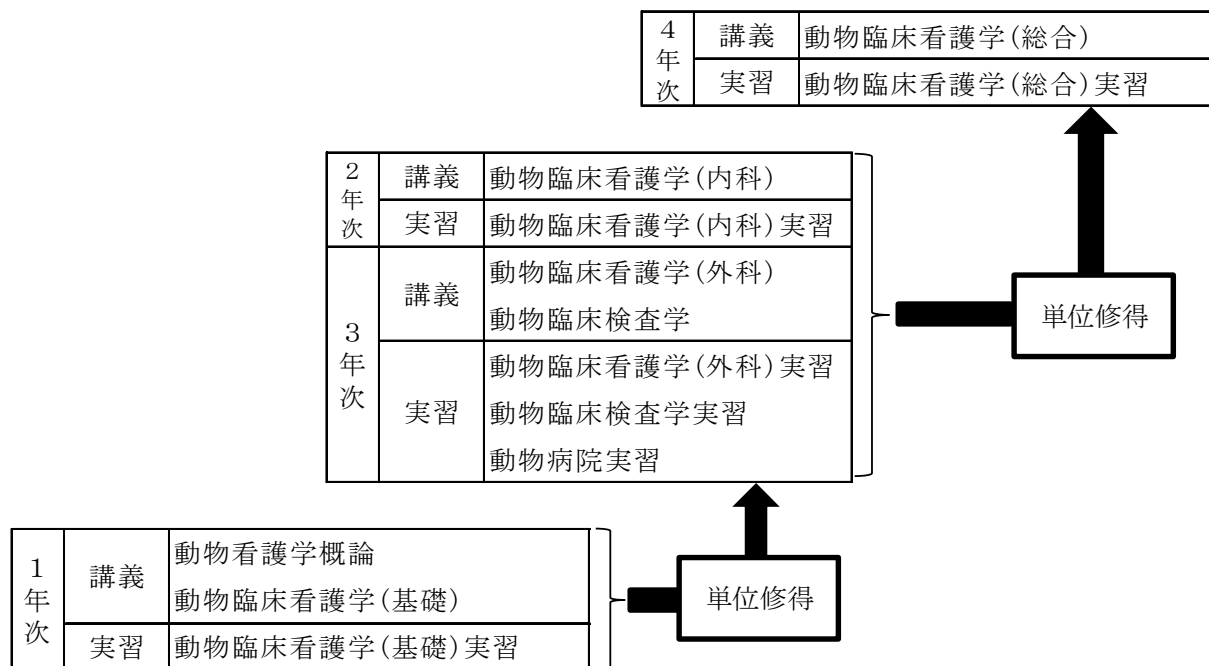 4年次
講義
動物臨床看護学(総合)
実習
動物臨床看護学(総合)実習
2年次
講義
動物臨床看護学(内科)
実習
動物臨床看護学(内科)実習
3年次
講義
動物臨床看護学(外科)
動物臨床検査学
実習
動物臨床看護学(外科)実習
動物臨床検査学実習
動物病院実習
単位修得
1年次
講義
動物看護学概論
動物臨床看護学(基礎)
実習
動物臨床看護学(基礎)実習
単位修得